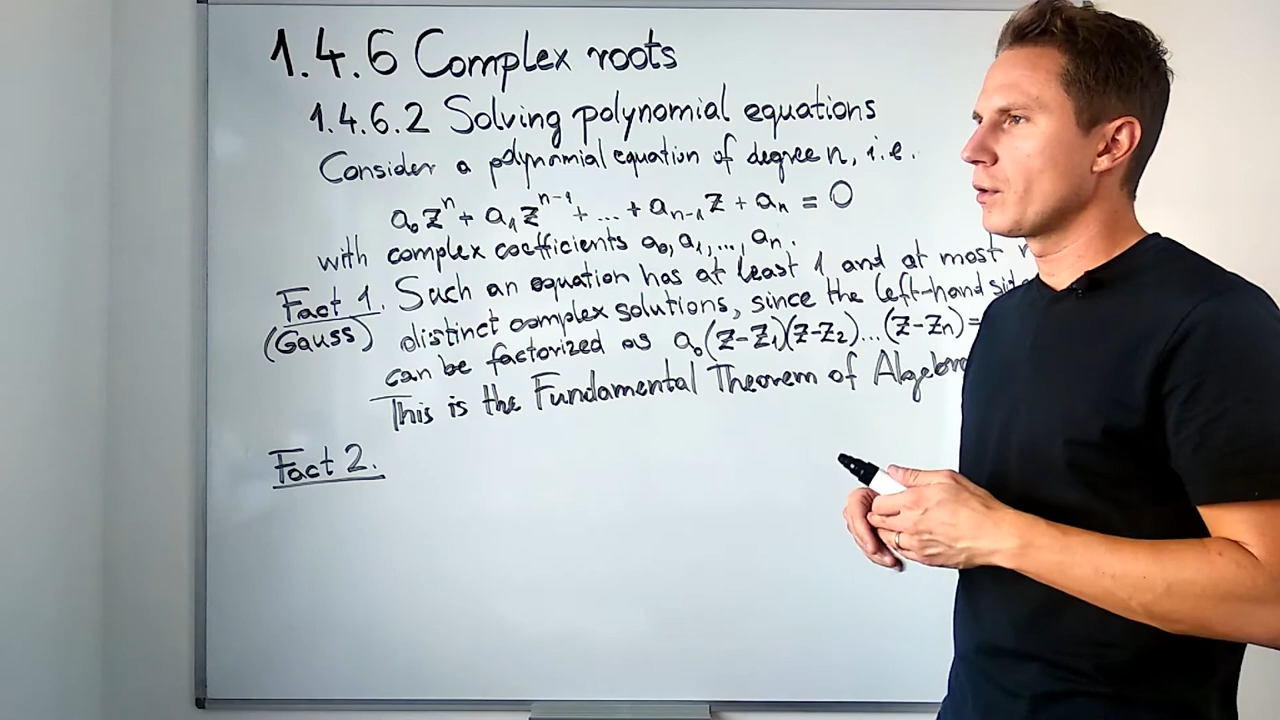 1.4.6 Complex roots
1.4.6.2 Solving polynomial equations
Consider a polynomial equation of degree n, i.e.
a₀zⁿ + a₁zⁿ⁻¹ + ... + aₙ₋₁z + aₙ = 0
with complex coefficients a₀, a₁, ..., aₙ.
Fact 1. Such an equation has at least 1 and at most
(Gauss) distinct complex solutions, since the left-hand side
can be factorized as a₀(z-z₁)(z-z₂)...(z-zₙ)=
This is the Fundamental Theorem of Algebra
Fact 2.